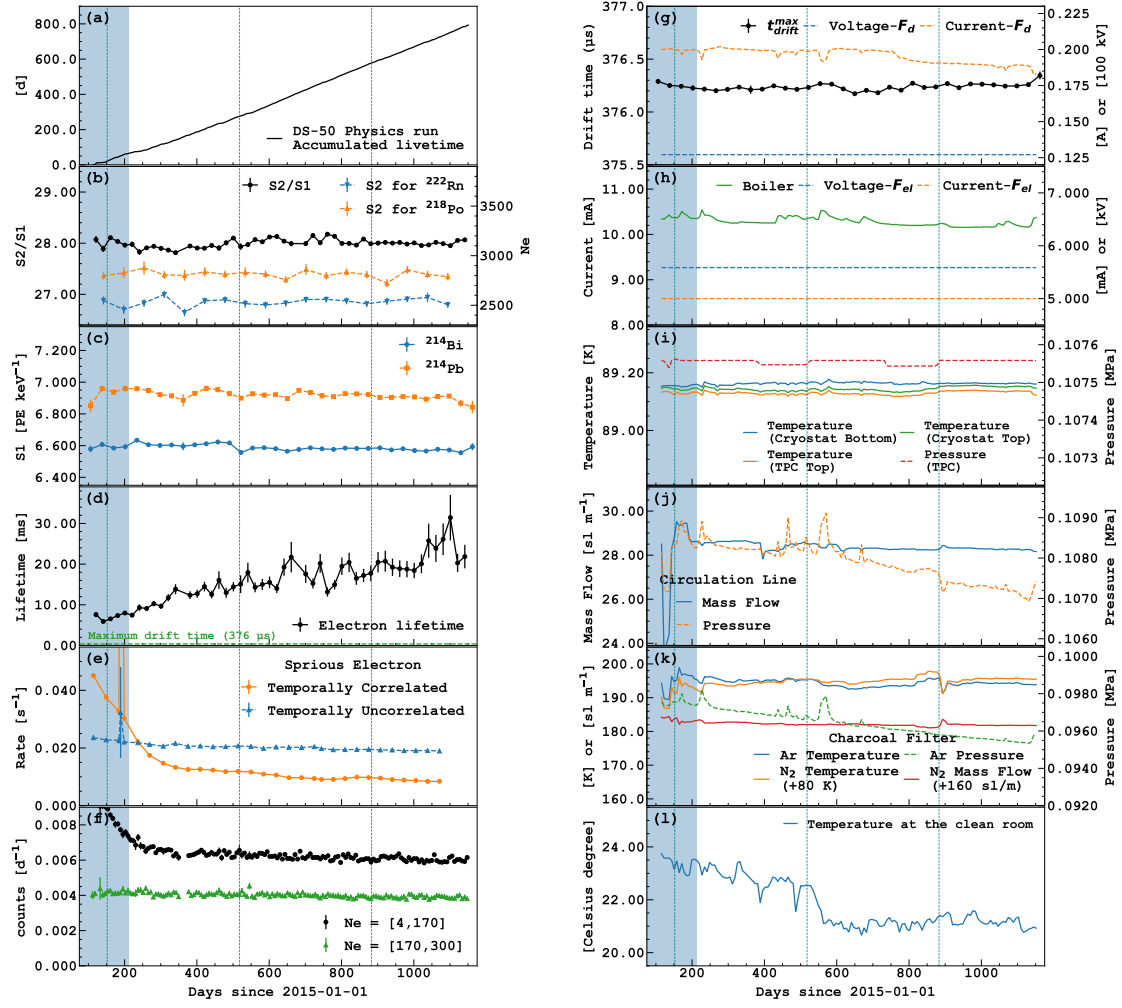 (a)
800.0
600.0
400.0
200.0
0.0
[d]
DS-50 Physics run
Accumulated livetime
(b)
29.00
28.00
27.00
S2/S1
S2/S1
S2 for ²²²Rn
S2 for ²¹⁸Po
3500
3000
2500
Ne
(c)
7.200
7.000
6.800
6.600
6.400
S1 [PE keV⁻¹]
²¹⁴Bi
²¹⁴Pb
(d)
30.00
20.00
10.00
0.00
Lifetime [ms]
Maximum drift time (376 μs)
Electron lifetime
(e)
0.040
0.020
0.000
Rate [s⁻¹]
Sprious Electron
Temporally Correlated
Temporally Uncorrelated
(f)
0.008
0.006
0.004
0.002
0.000
counts [d⁻¹]
Ne = [4,170]
Ne = [170,300]
200 400 600 800 1000
Days since 2015-01-01
(g)
377.0
376.5
376.0
375.5
Drift time (μs)
t_drift^max
Voltage-F_d
Current-F_d
0.225
0.200
0.175
0.150
0.125
[A] or [100 kV]
(h)
11.00
10.00
9.00
8.00
Current [mA]
Boiler
Voltage-F_el
Current-F_el
7.000
6.000
5.000
[mA] or [kV]
(i)
89.20
89.00
Temperature [K]
Temperature
(Cryostat Bottom)
Temperature
(TPC Top)
Temperature
(Cryostat Top)
Pressure
(TPC)
0.1076
0.1075
0.1074
0.1073
Pressure [MPa]
(j)
30.00
28.00
26.00
24.00
Mass Flow [sl m⁻¹]
Circulation Line
Mass Flow
Pressure
0.1090
0.1080
0.1070
0.1060
Pressure [MPa]
(k)
200.0
190.0
180.0
170.0
160.0
[K] or [sl m⁻¹]
Charcoal Filter
Ar Temperature
N₂ Temperature
(+80 K)
Ar Pressure
N₂ Mass Flow
(+160 sl/m)
0.1000
0.0980
0.0960
0.0940
0.0920
Pressure [MPa]
(l)
24.00
22.00
20.00
[Celsius degree]
Temperature at the clean room
200 400 600 800 1000
Days since 2015-01-01